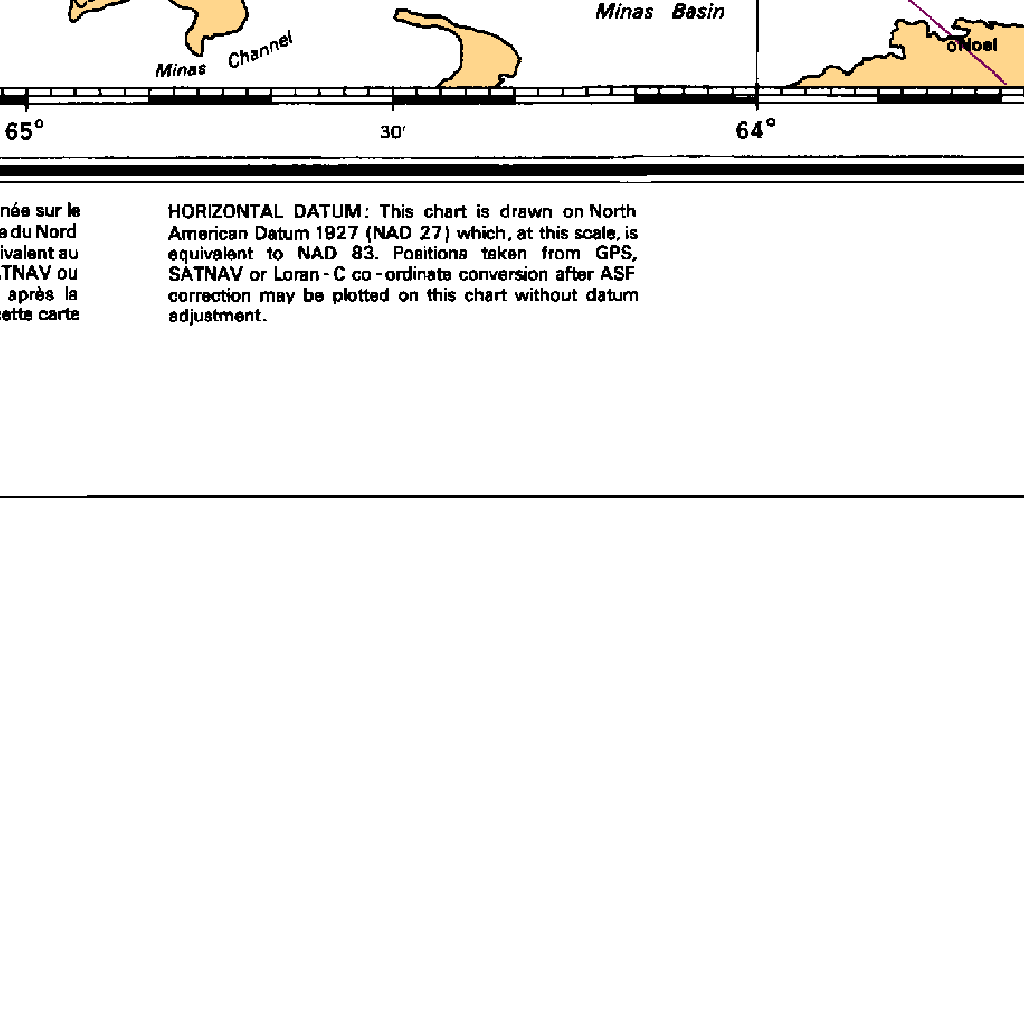 Minas Basin
Minas Channel
Noel
65°
30′
64°
née sur le
du Nord
ivalent au
TNAV ou
après la
cette carte
HORIZONTAL DATUM: This chart is drawn on North
American Datum 1927 (NAD 27) which, at this scale, is
equivalent to NAD 83. Positions taken from GPS,
SATNAV or Loran-C co-ordinate conversion after ASF
correction may be plotted on this chart without datum
adjustment.